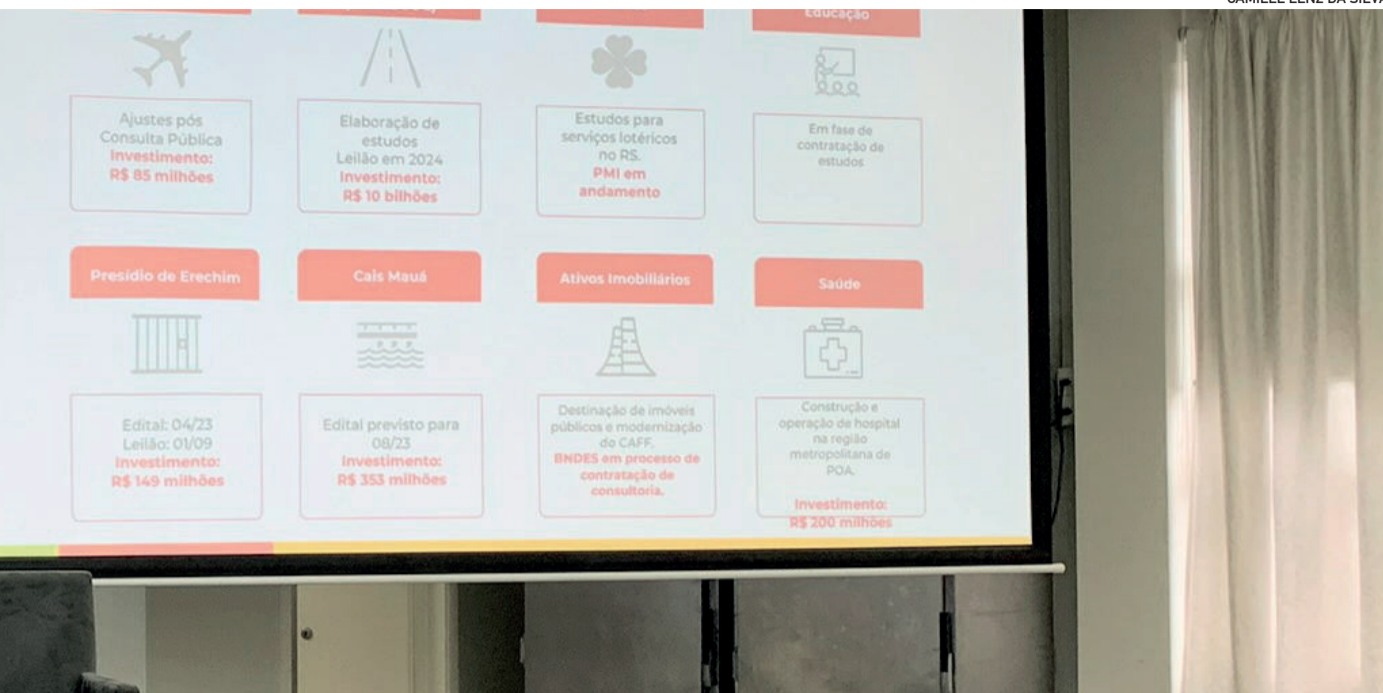 CAMILLE LENZ DA SILVA
Educação
Ajustes pós
Consulta Pública
Investimento:
R$ 85 milhões
Elaboração de
estudos
Leilão em 2024
Investimento:
R$ 10 bilhões
Estudos para
serviços lotéricos
no RS.
PMI em
andamento
Em fase de
contratação de
estudos
Presídio de Erechim
Cais Mauá
Ativos Imobiliários
Saúde
Edital: 04/23
Leilão: 01/09
Investimento:
R$ 149 milhões
Edital previsto para
08/23
Investimento:
R$ 353 milhões
Destinação de imóveis
públicos e modernização
do CAFF.
BNDES em processo de
contratação de
consultoria.
Construção e
operação de hospital
na região
metropolitana de
POA.
Investimento:
R$ 200 milhões